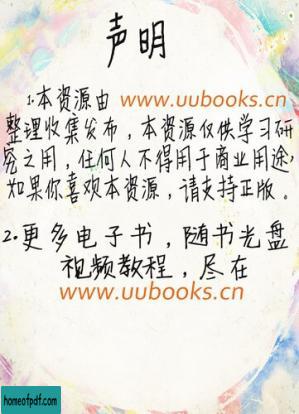 声明
1.本资源由 www.uubooks.cn
整理收集发布，本资源仅供学习研
究之用，任何人不得用于商业用途，
如果你喜欢本资源，请支持正版。
2.更多电子书，随书光盘
视频教程，尽在
www.uubooks.cn
homeofpdf.com